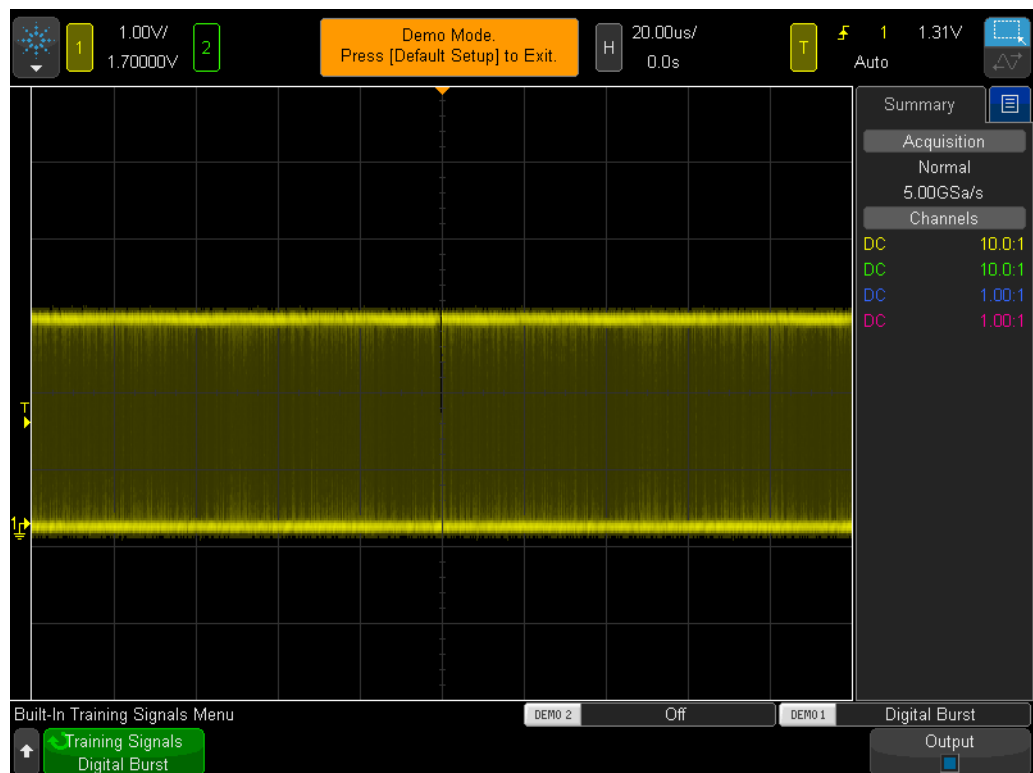 1 1.00V/ 2 Demo Mode. H 20.00us/ T 1 1.31V
1.70000V Press [Default Setup] to Exit. 0.0s Auto
Summary
Acquisition
Normal
5.00GSa/s
Channels
DC 10.0:1
DC 10.0:1
DC 1.00:1
DC 1.00:1
T
1
Built-In Training Signals Menu DEMO 2 Off DEMO 1 Digital Burst
Training Signals Output
Digital Burst